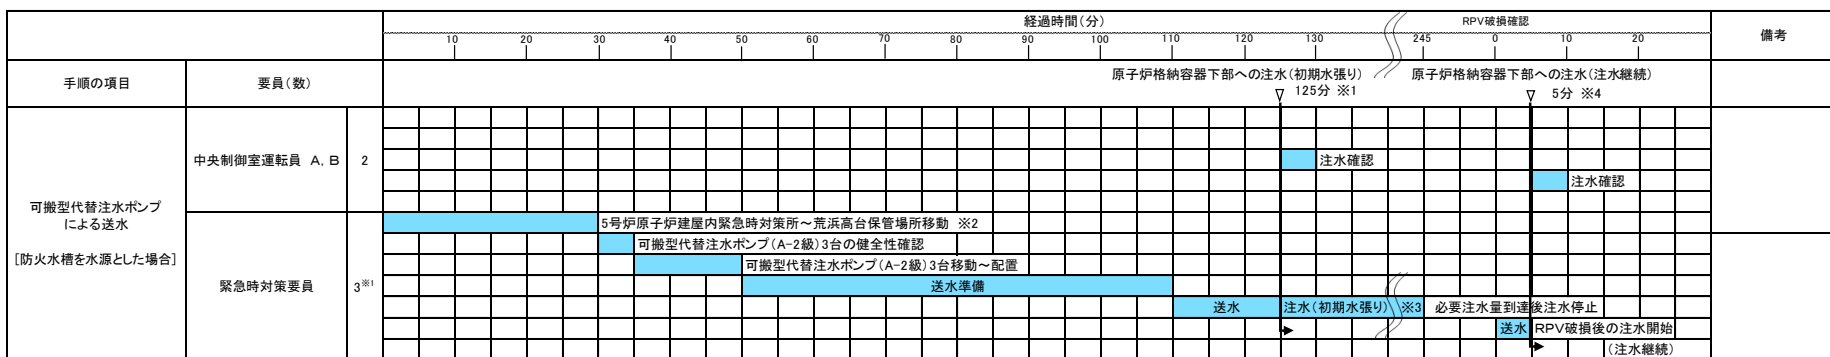 経過時間(分)
RPV破損確認
備考
10 20 30 40 50 60 70 80 90 100 110 120 130 245 0 10 20
手順の項目
要員(数)
原子炉格納容器下部への注水(初期水張り)
125分 ※1
原子炉格納容器下部への注水(注水継続)
5分 ※4
可搬型代替注水ポンプ
による送水
[防火水槽を水源とした場合]
中央制御室運転員 A, B
2
注水確認
注水確認
緊急時対策要員
3※1
5号炉原子炉建屋内緊急時対策所~荒浜高台保管場所移動 ※2
可搬型代替注水ポンプ(A-2級)3台の健全性確認
可搬型代替注水ポンプ(A-2級)3台移動~配置
送水準備
送水
注水(初期水張り) ※3
必要注水量到達後注水停止
送水
RPV破損後の注水開始
(注水継続)